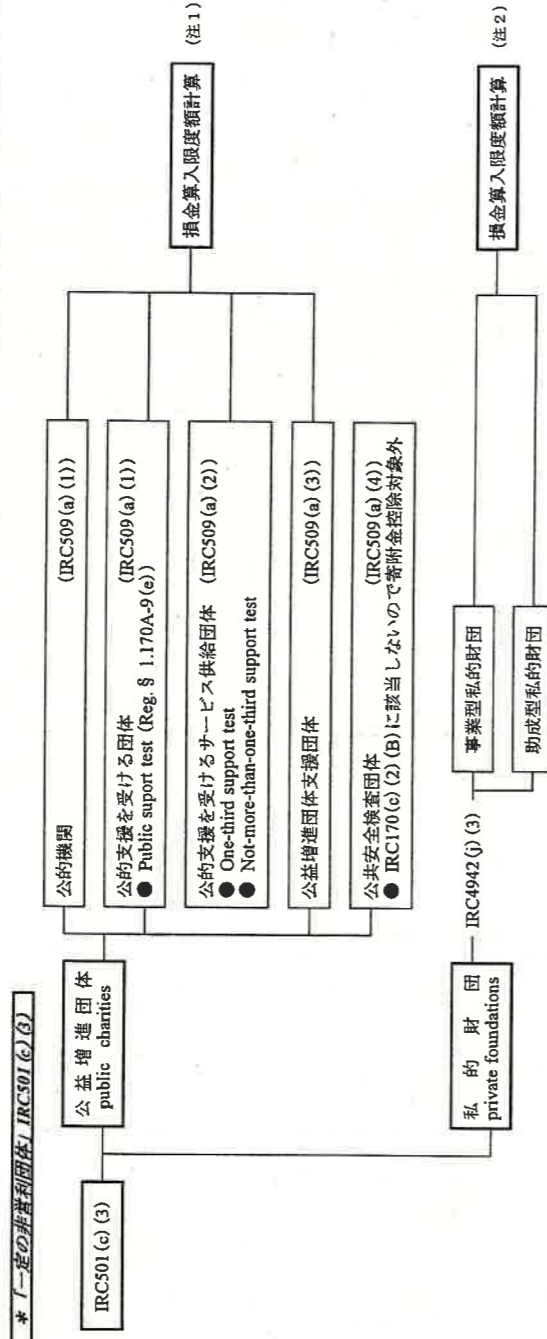 * 「一定の非営利団体」IRC501 (c) (3)
IRC501 (c) (3)
公益増進団体
public charities
公的機関 (IRC509 (a) (1))
公的支援を受ける団体 (IRC509 (a) (1))
● Public suport test (Reg. § 1.170A-9 (e))
公的支援を受けるサービス供給団体 (IRC509 (a) (2))
● One-third support test
● Not-more-than-one-third support test
公益増進団体支援団体 (IRC509 (a) (3))
公共安全検査団体 (IRC509 (a) (4))
● IRC170 (c) (2) (B) に該当しないので寄附金控除対象外
損金算入限度額計算 (注1)
私的財団
private foundations
IRC4942 (j) (3)
事業型私的財団
助成型私的財団
損金算入限度額計算 (注2)